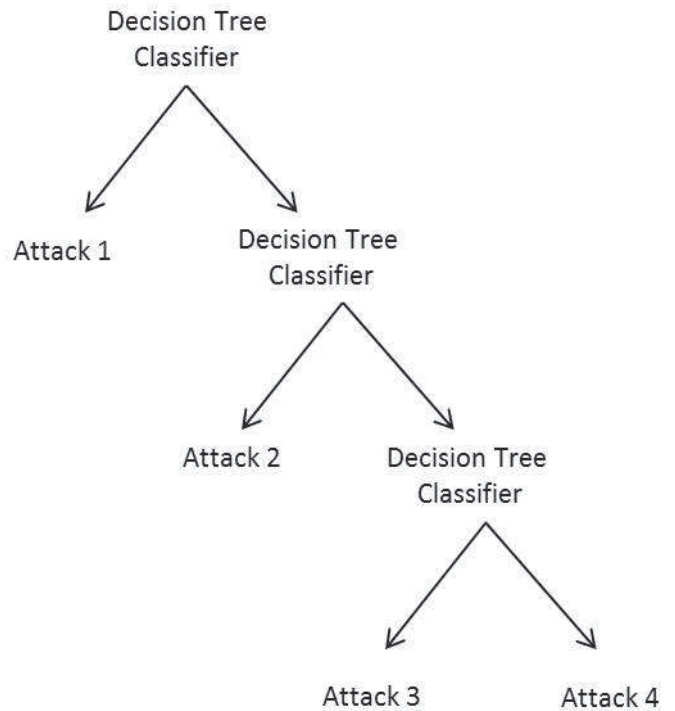 Decision Tree
Classifier
Attack 1
Decision Tree
Classifier
Attack 2
Decision Tree
Classifier
Attack 3
Attack 4